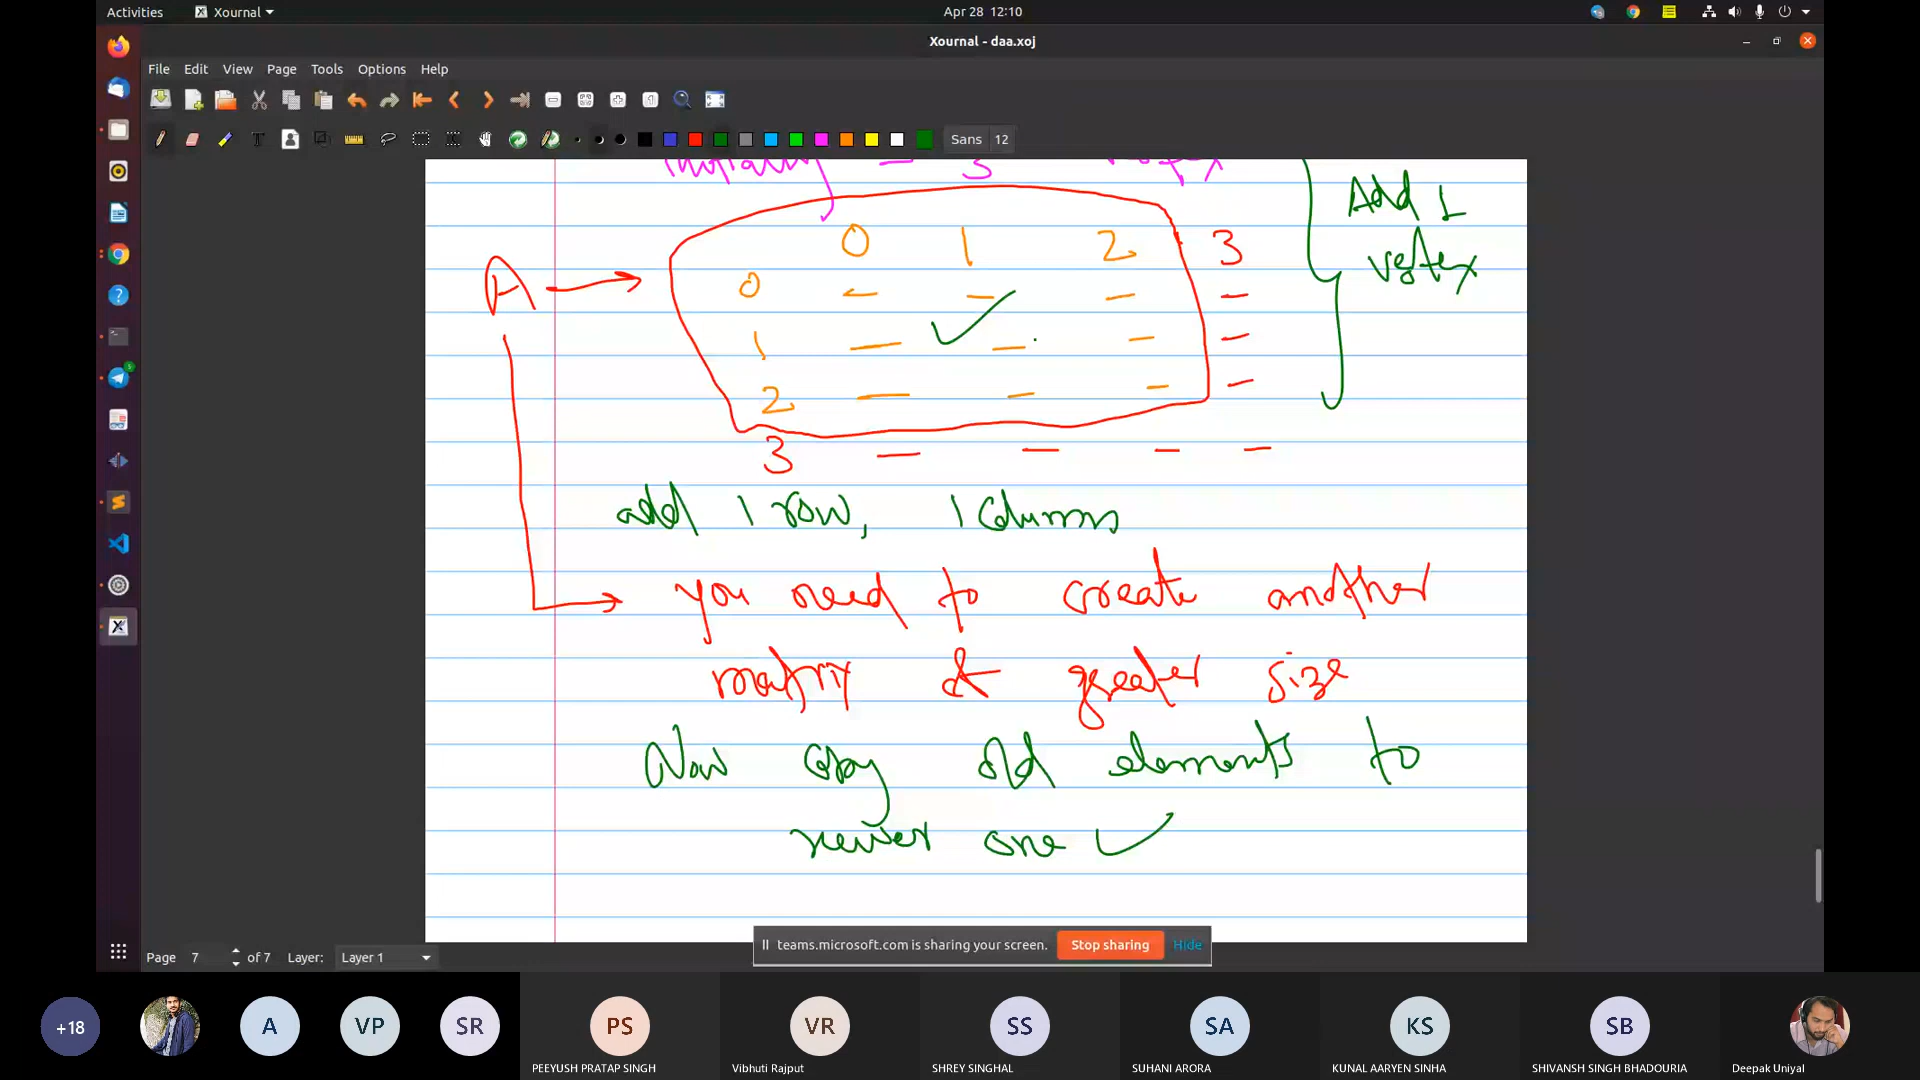 Activities
Xournal
Apr 28 12:10
Xournal - daa.xoj
File Edit View Page Tools Options Help
Sans 12
initially = 3
Add 1
vertex
0 1 2 3
A
0
1
2
3
add 1 row, 1 columns
you need to create another
matrix of greater size
Now copy old elements to
newer one
teams.microsoft.com is sharing your screen. Stop sharing Hide
Page 7 of 7 Layer: Layer 1
+18 A VP SR PS VR SS SA KS SB
PEEYUSH PRATAP SINGH Vibhuti Rajput SHREY SINGHAL SUHANI ARORA KUNAL AARYEN SINHA SHIVANSH SINGH BHADOURIA Deepak Uniyal